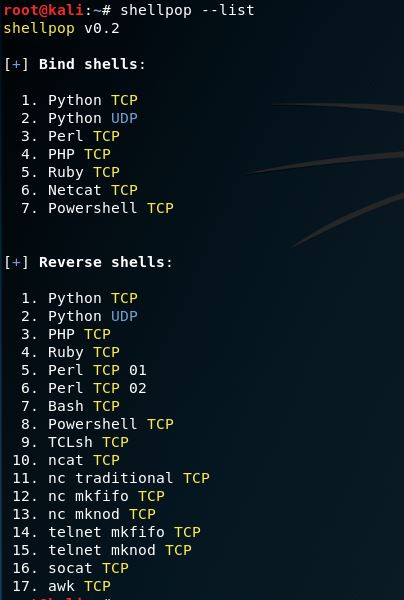 root@kali:~# shellpop --list
shellpop v0.2
[+] Bind shells:
1. Python TCP
2. Python UDP
3. Perl TCP
4. PHP TCP
5. Ruby TCP
6. Netcat TCP
7. Powershell TCP
[+] Reverse shells:
1. Python TCP
2. Python UDP
3. PHP TCP
4. Ruby TCP
5. Perl TCP 01
6. Perl TCP 02
7. Bash TCP
8. Powershell TCP
9. TCLsh TCP
10. ncat TCP
11. nc traditional TCP
12. nc mkfifo TCP
13. nc mknod TCP
14. telnet mkfifo TCP
15. telnet mknod TCP
16. socat TCP
17. awk TCP